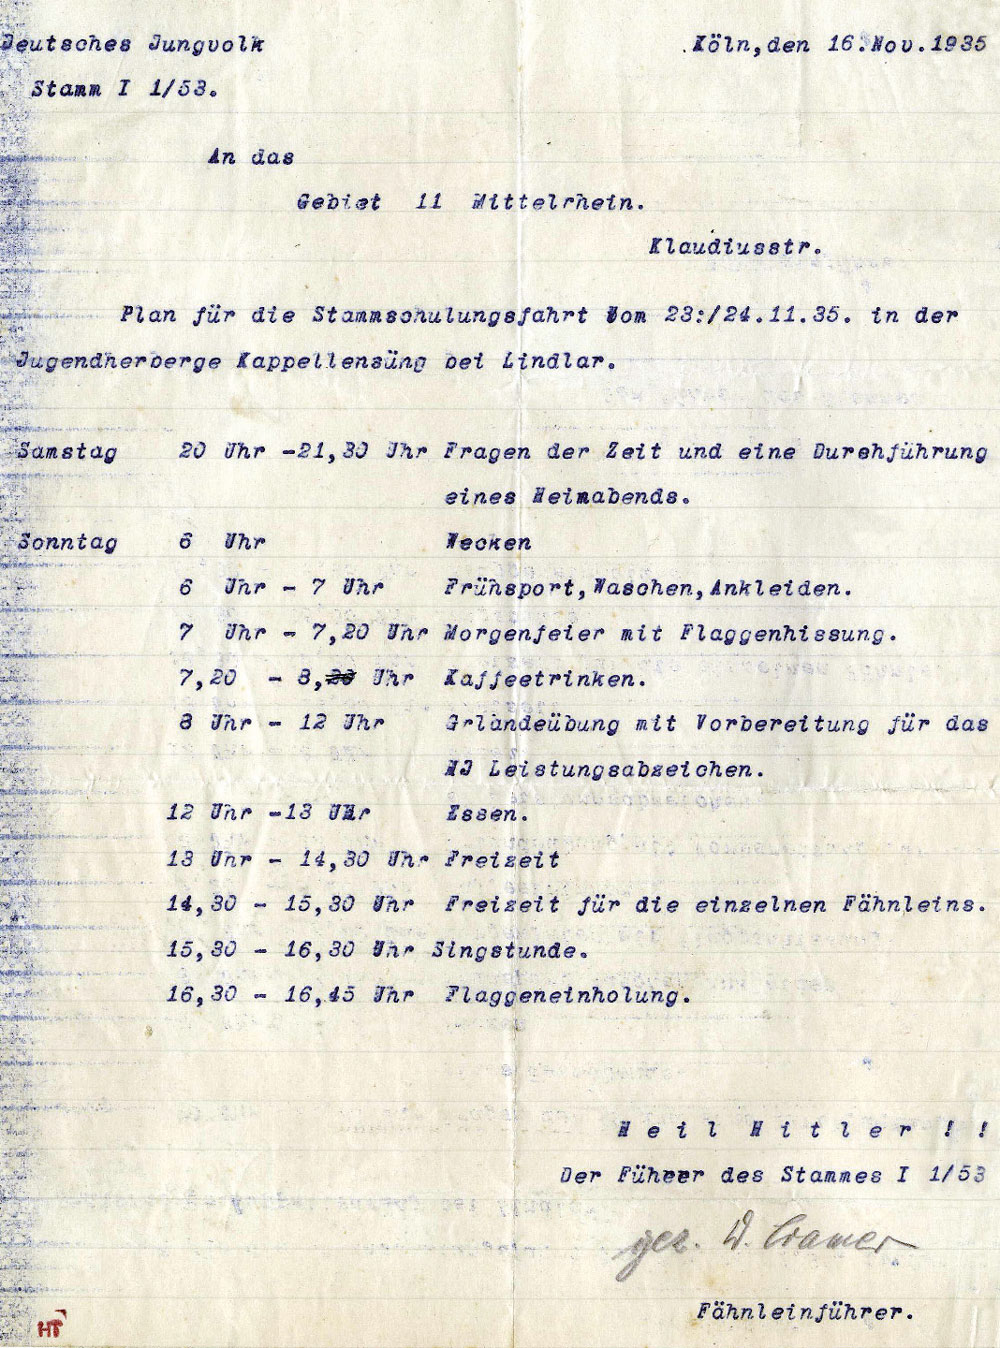 Deutsches Jungvolk
Köln,den 16.Nov.1935
Stamm I 1/53.
An das
Gebiet 11 Mittelrhein.
Klaudiusstr.
Plan für die Stammschulungsfahrt Vom 23:/24.11.35. in der
Jugendherberge Kappellensüng bei Lindlar.
Samstag 20 Uhr -21,30 Uhr Fragen der Zeit und eine Durchführung
eines Heimabends.
Sonntag 6 Uhr Wecken
6 Uhr - 7 Uhr Frühsport,Waschen,Ankleiden.
7 Uhr - 7,20 Uhr Morgenfeier mit Flaggenhissung.
7,20 - 8, Uhr Kaffeetrinken.
8 Uhr - 12 Uhr Grländeübung mit Vorbereitung für das
HJ Leistungsabzeichen.
12 Uhr -13 Uhr Essen.
13 Uhr - 14,30 Uhr Freizeit
14,30 - 15,30 Uhr Freizeit für die einzelnen Fähnleins.
15,30 - 16,30 Uhr Singstunde.
16,30 - 16,45 Uhr Flaggeneinholung.
Heil Hitler !!
Der Führer des Stammes I 1/53
gez. W. Cramer
Fähnleinführer.
HT